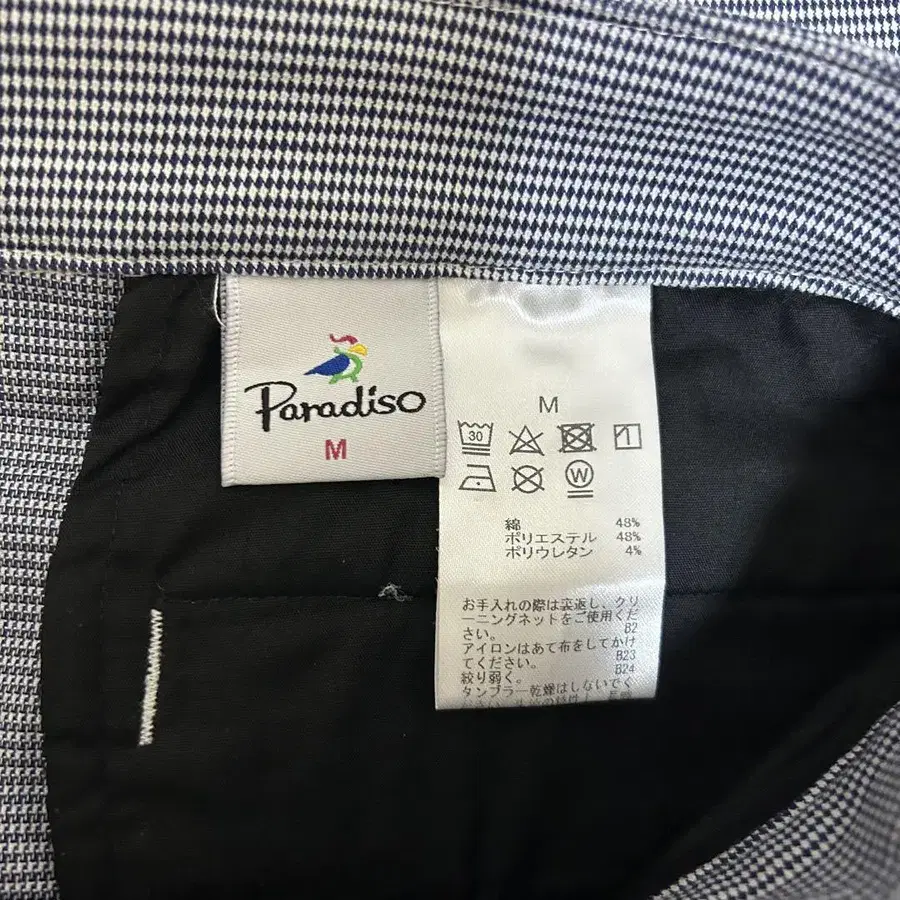 Paradiso
M
M
30
W
綿 48%
ポリエステル 48%
ポリウレタン 4%
お手入れの際は裏返し、クリ
ーニングネットをご使用くだ
さい。 B2
アイロンはあて布をしてかけ
てください。 B23
絞り弱く。 B24
タンブラー乾燥はしないでく